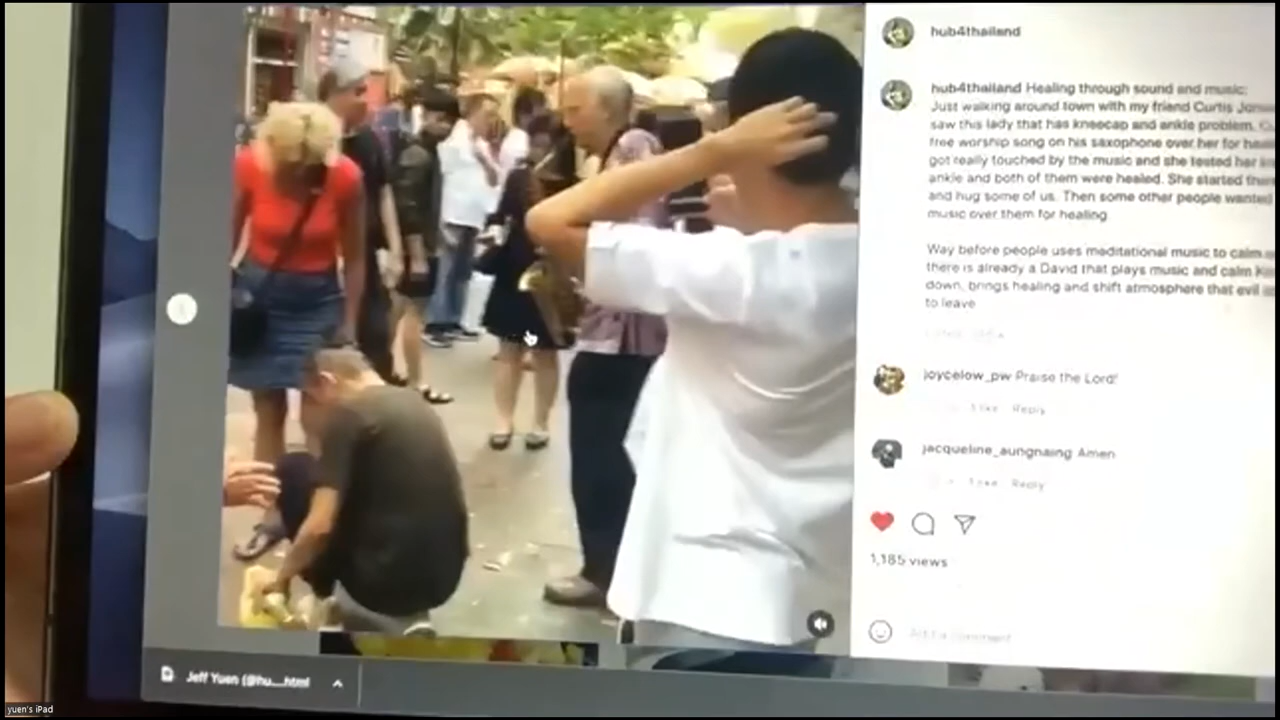 hub4thailand
hub4thailand Healing through sound and music:
Just walking around town with my friend Curtis
saw this lady that has kneecap and ankle problem.
free worship song on his saxophone over her for
got really touched by the music and she tested her
ankle and both of them were healed. She started
and hug some of us. Then some other people wanted
music over them for healing
Way before people uses meditational music to calm
there is already a David that plays music and calm
down, brings healing and shift atmosphere that evil
to leave
joycelow_pw Praise the Lord!
1 like Reply
jacqueline_aungnaing Amen
1 like Reply
1,185 views
Add a comment
Jeff Yuen (@hu....html
yuen's iPad